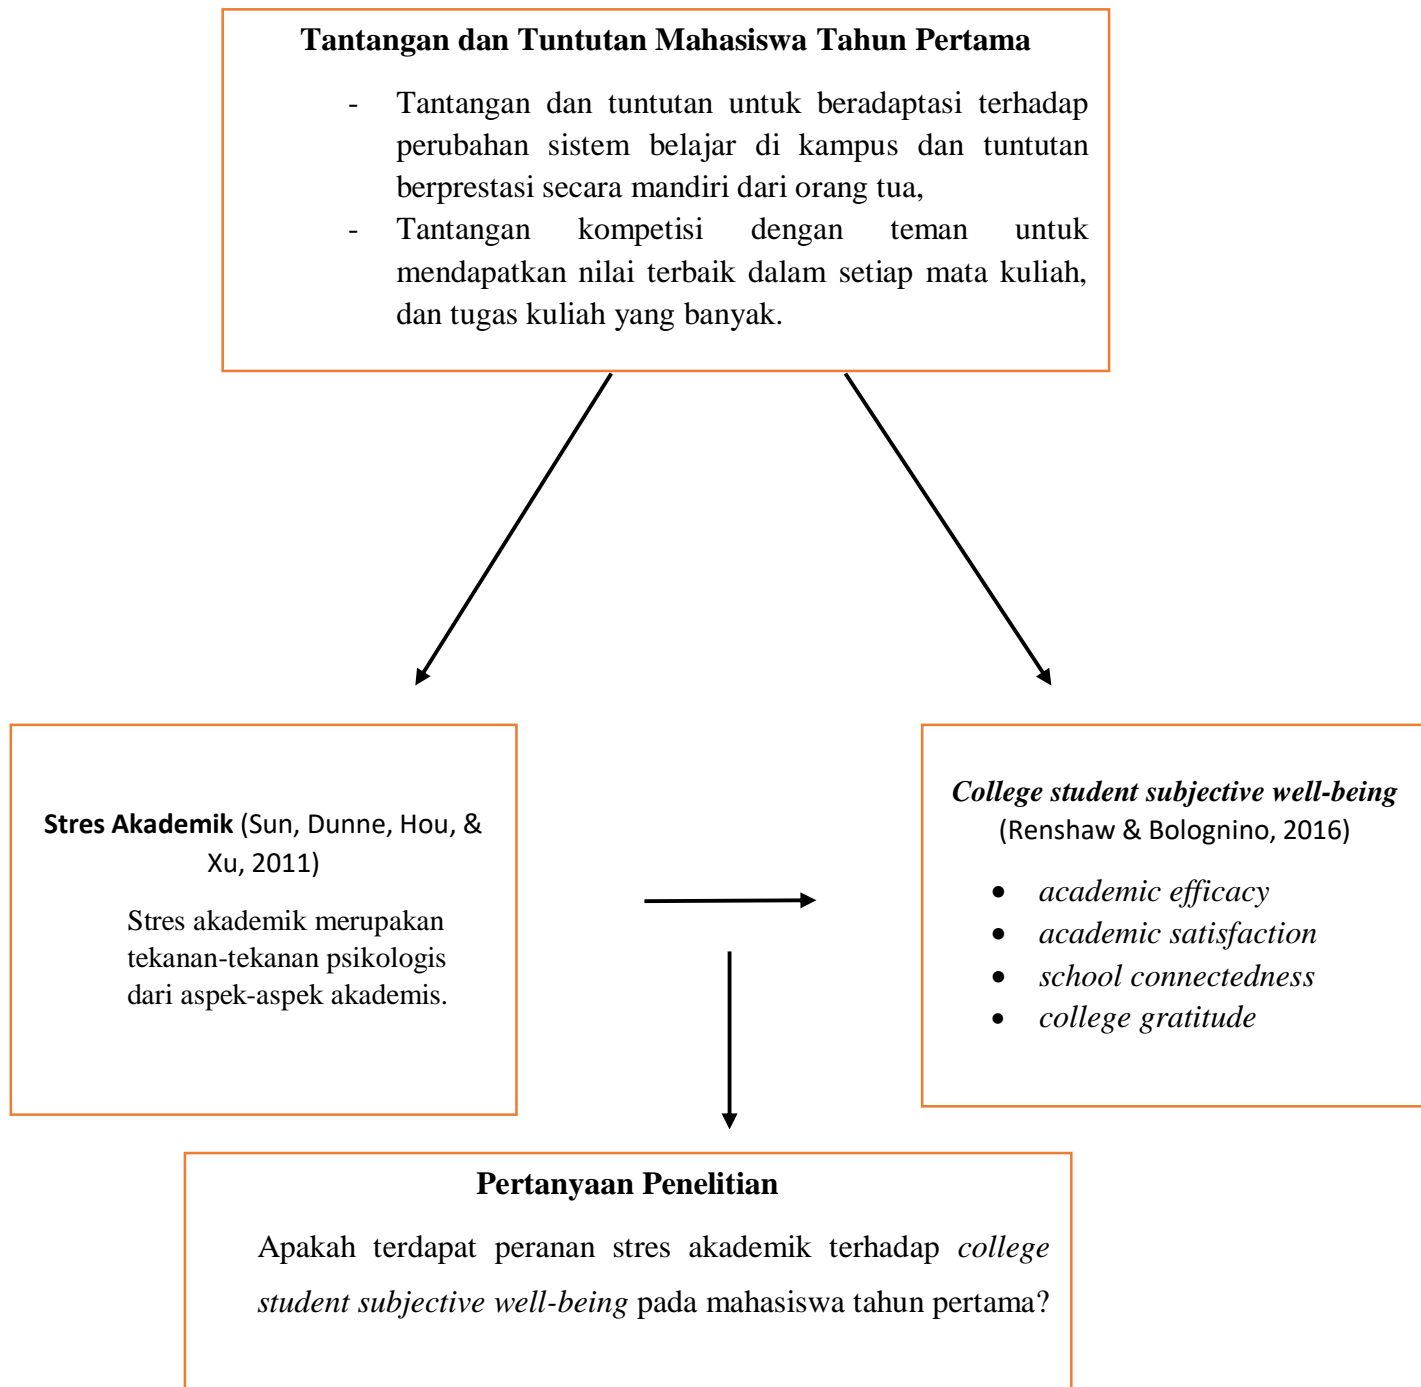 Tantangan dan Tuntutan Mahasiswa Tahun Pertama
- Tantangan dan tuntutan untuk beradaptasi terhadap
perubahan sistem belajar di kampus dan tuntutan
berprestasi secara mandiri dari orang tua,
- Tantangan kompetisi dengan teman untuk
mendapatkan nilai terbaik dalam setiap mata kuliah,
dan tugas kuliah yang banyak.
Stres Akademik (Sun, Dunne, Hou, &
Xu, 2011)
Stres akademik merupakan
tekanan-tekanan psikologis
dari aspek-aspek akademis.
College student subjective well-being
(Renshaw & Bolognino, 2016)
• academic efficacy
• academic satisfaction
• school connectedness
• college gratitude
Pertanyaan Penelitian
Apakah terdapat peranan stres akademik terhadap college
student subjective well-being pada mahasiswa tahun pertama?